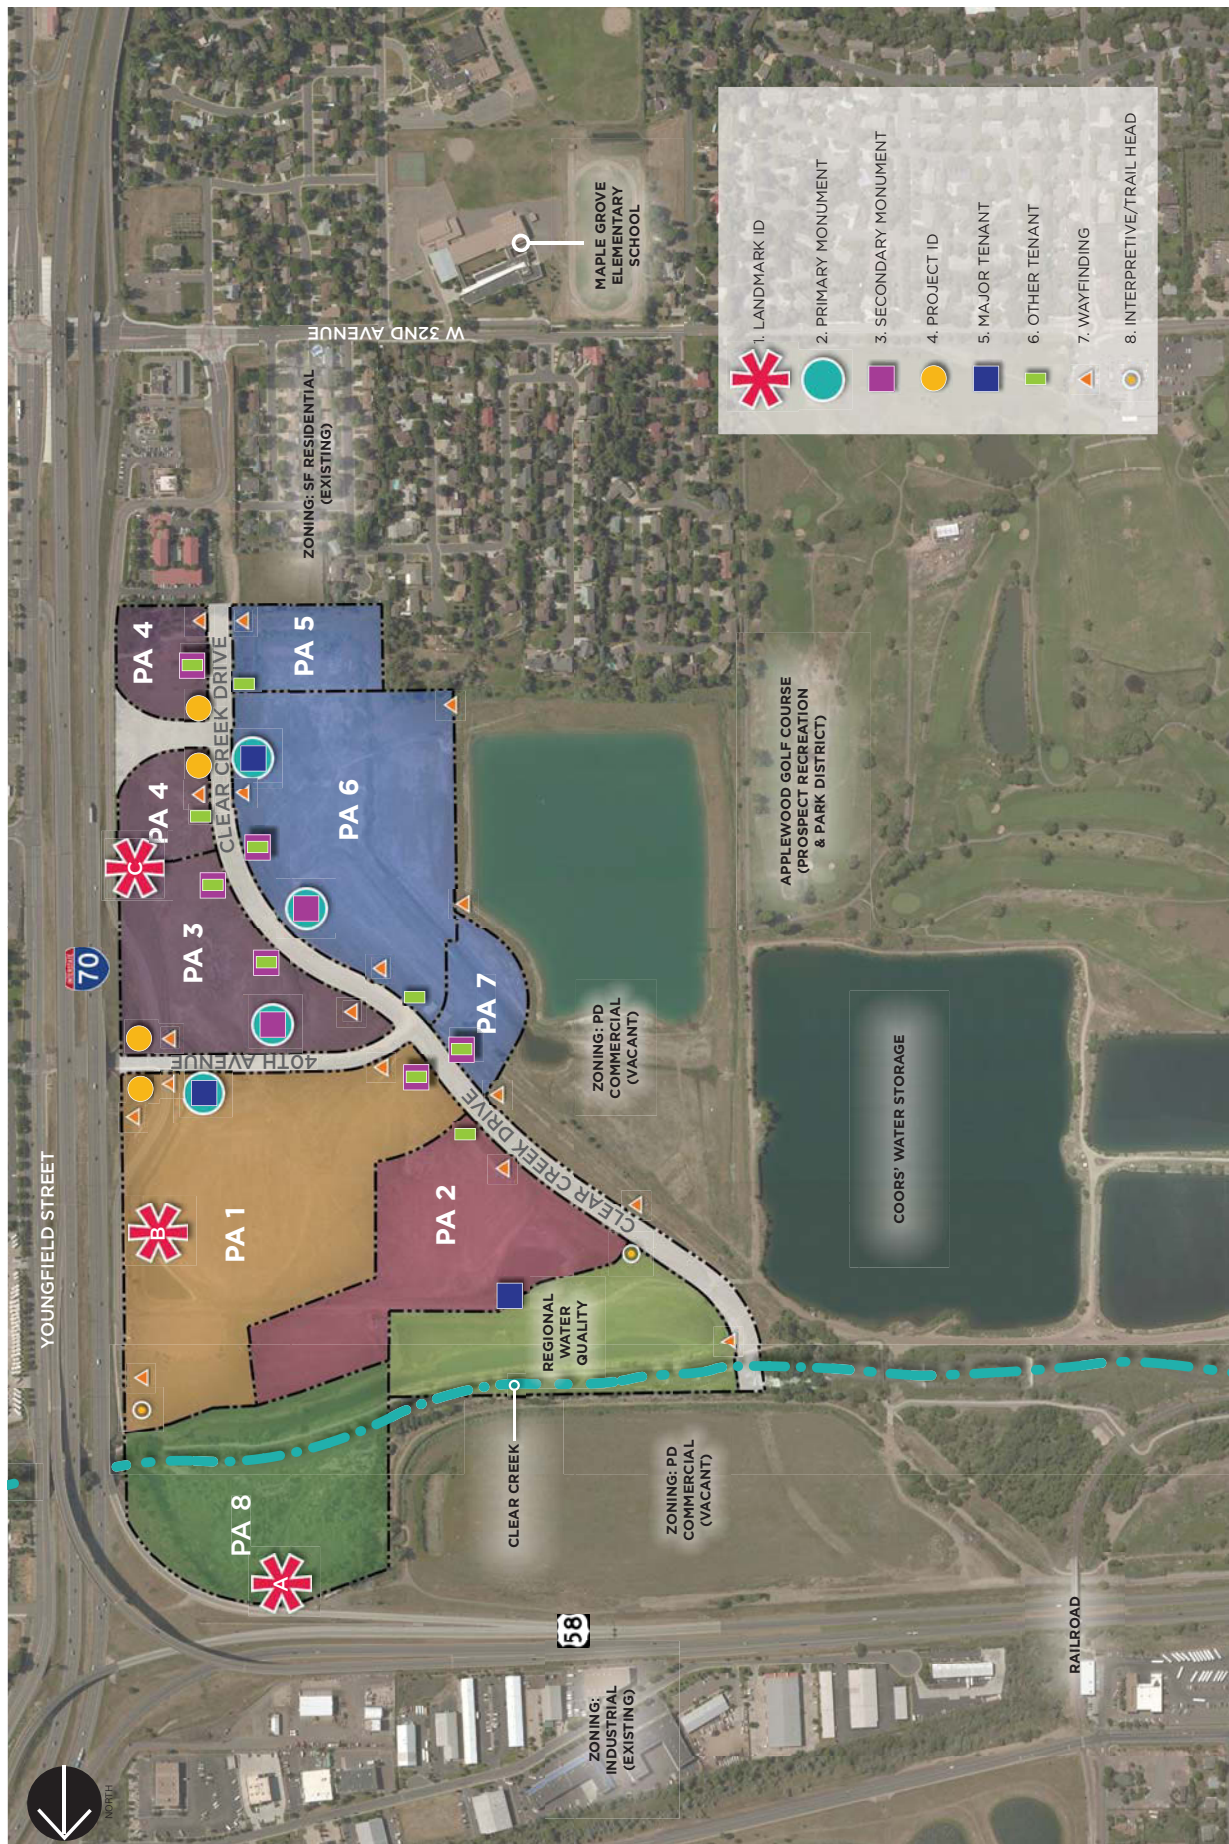 YOUNGFIELD STREET
INTERSTATE
70
W 32ND AVENUE
MAPLE GROVE
ELEMENTARY
SCHOOL
ZONING: SF RESIDENTIAL
(EXISTING)
1. LANDMARK ID
2. PRIMARY MONUMENT
3. SECONDARY MONUMENT
4. PROJECT ID
5. MAJOR TENANT
6. OTHER TENANT
7. WAYFINDING
8. INTERPRETIVE/TRAIL HEAD
PA 4
PA 5
CLEAR CREEK DRIVE
PA 4
C
PA 3
PA 6
PA 7
40TH AVENUE
PA 1
B
PA 2
CLEAR CREEK DRIVE
REGIONAL
WATER
QUALITY
PA 8
A
CLEAR CREEK
ZONING: PD
COMMERCIAL
(VACANT)
ZONING: PD
COMMERCIAL
(VACANT)
APPLEWOOD GOLF COURSE
(PROSPECT RECREATION
& PARK DISTRICT)
COORS' WATER STORAGE
58
RAILROAD
ZONING:
INDUSTRIAL
(EXISTING)
NORTH